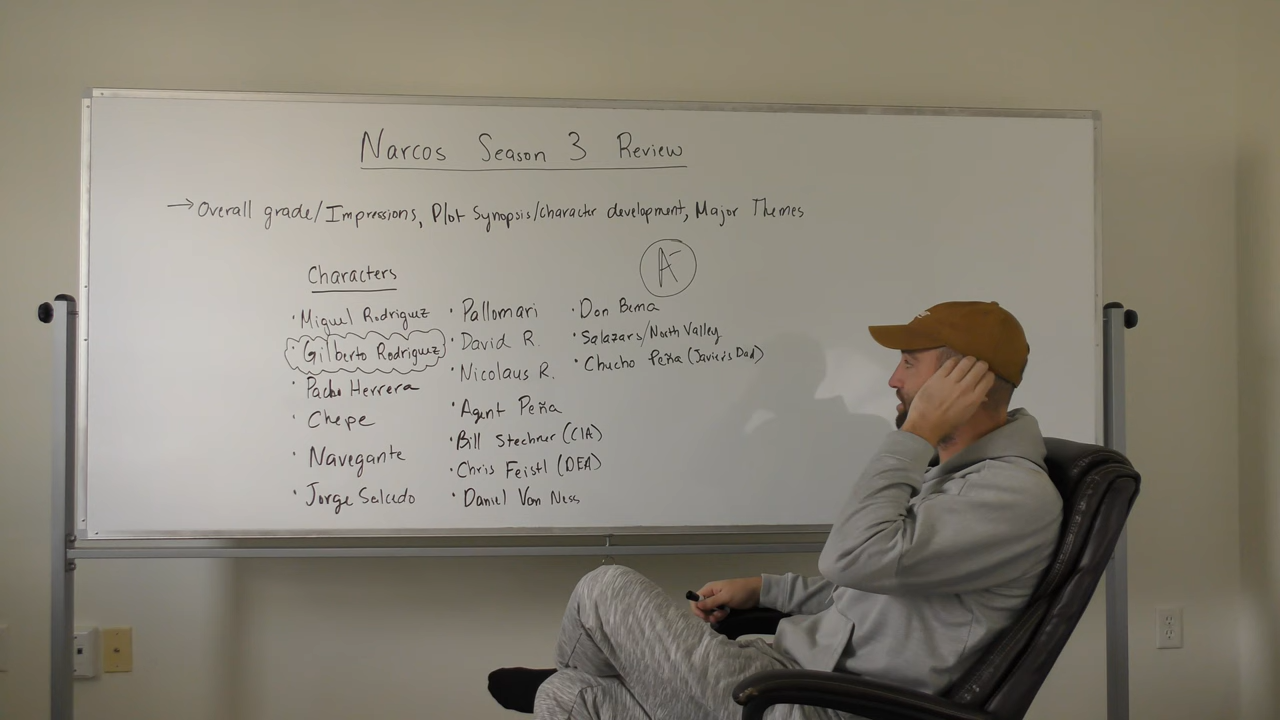 Narcos Season 3 Review
→ Overall grade/Impressions, Plot Synopsis/character development, Major Themes
A-
Characters
· Miguel Rodriguez
· Gilberto Rodriguez
· Pacho Herrera
· Chepe
· Navegante
· Jorge Salcedo
· Pallomari
· David R.
· Nicolaus R.
· Agent Peña
· Bill Stechner (CIA)
· Chris Feistl (DEA)
· Daniel Van Ness
· Don Berna
· Salazars/North Valley
· Chucho Peña (Javier's Dad)